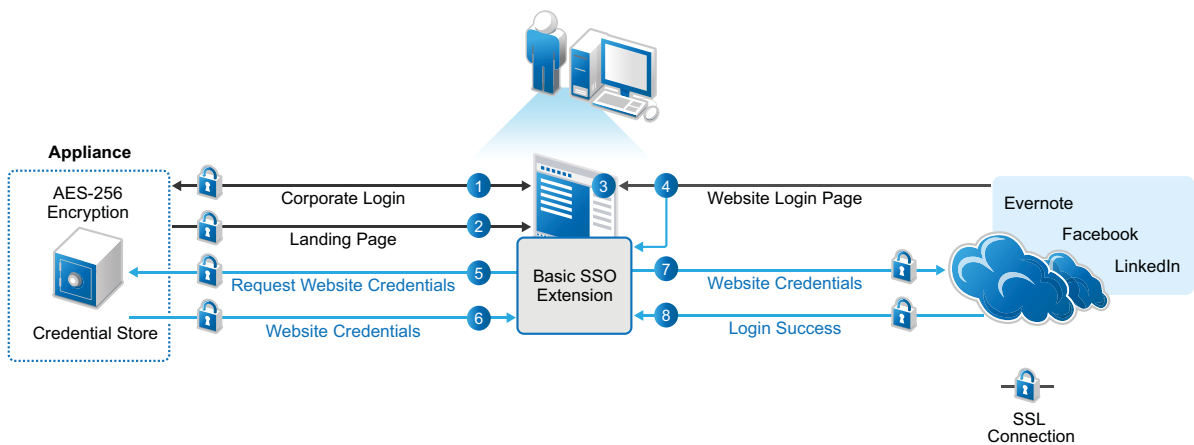 Appliance
AES-256
Encryption
Credential Store
1
Corporate Login
2
Landing Page
3
4
Website Login Page
5
Request Website Credentials
6
Website Credentials
Basic SSO
Extension
7
Website Credentials
8
Login Success
Evernote
Facebook
LinkedIn
SSL
Connection